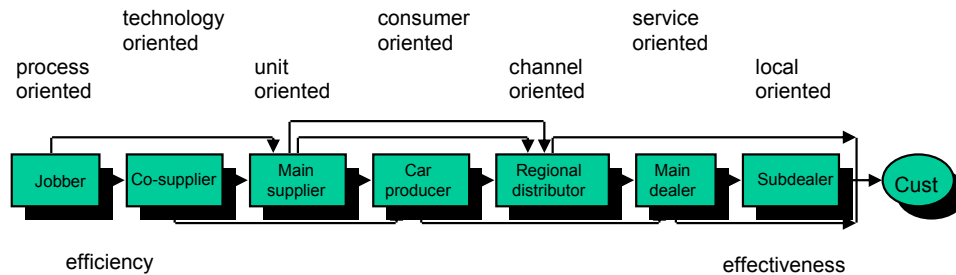 technology
oriented
consumer
oriented
service
oriented
process
oriented
unit
oriented
channel
oriented
local
oriented
Jobber
Co-supplier
Main
supplier
Car
producer
Regional
distributor
Main
dealer
Subdealer
Cust
efficiency
effectiveness